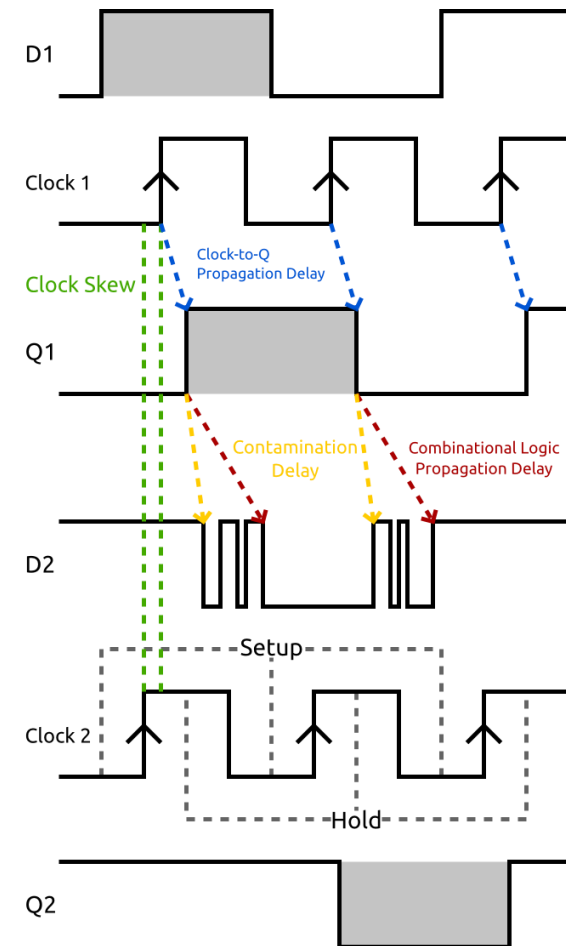 D1
Clock 1
Clock-to-Q
Propagation Delay
Clock Skew
Q1
Contamination
Delay
Combinational Logic
Propagation Delay
D2
Setup
Clock 2
Hold
Q2